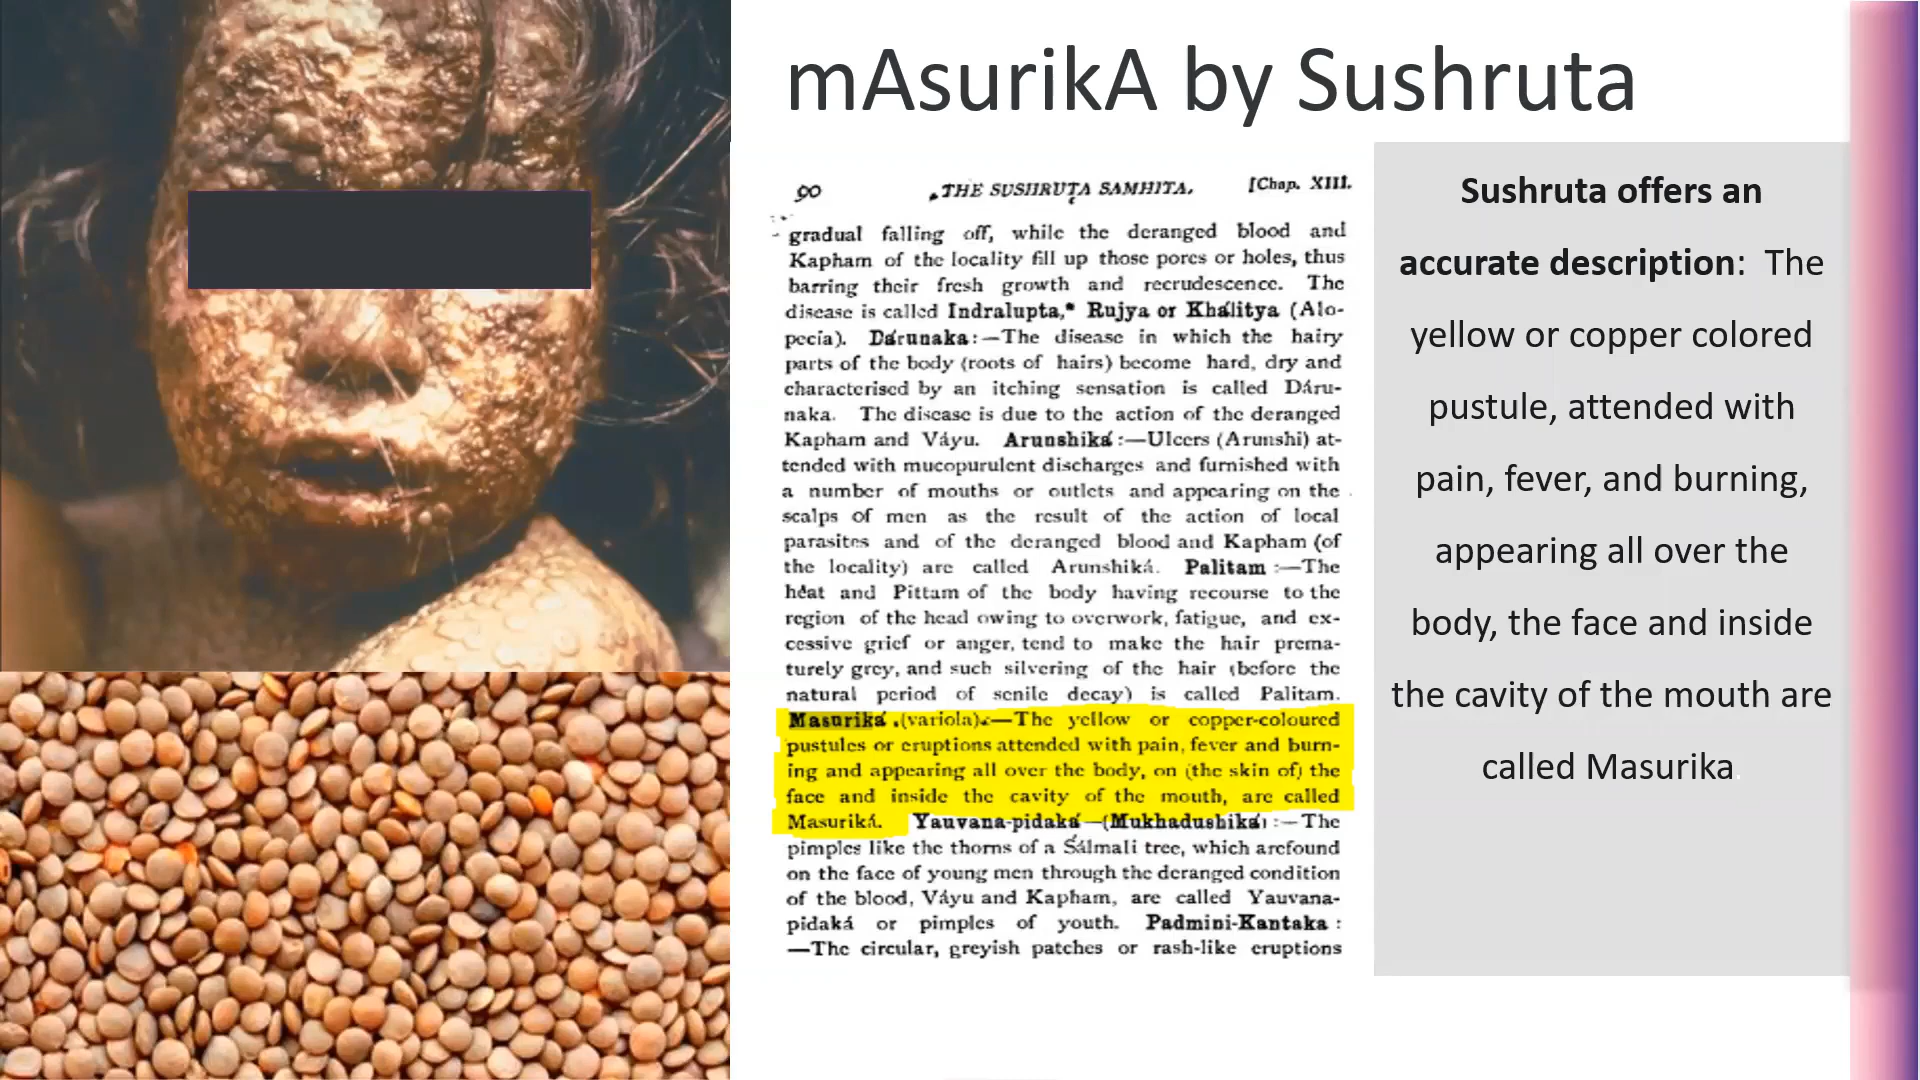 mAsurikA by Sushruta
90 THE SUSHRUTA SAMHITA. [Chap. XIII.
gradual falling off, while the deranged blood and
Kapham of the locality fill up those pores or holes, thus
barring their fresh growth and recrudescence. The
disease is called Indralupta,* Rujya or Khálitya (Alo-
pecia). Dáruṇaka:—The disease in which the hairy
parts of the body (roots of hairs) become hard, dry and
characterised by an itching sensation is called Dáru-
naka. The disease is due to the action of the deranged
Kapham and Váyu. Arunshiká:—Ulcers (Arunshi) at-
tended with mucopurulent discharges and furnished with
a number of mouths or outlets and appearing on the
scalps of men as the result of the action of local
parasites and of the deranged blood and Kapham (of
the locality) are called Arunshiká. Palitam:—The
heat and Pittam of the body having recourse to the
region of the head owing to overwork, fatigue, and ex-
cessive grief or anger, tend to make the hair prema-
turely grey, and such silvering of the hair (before the
natural period of senile decay) is called Palitam.
Masuriká (variola).—The yellow or copper-coloured
pustules or eruptions attended with pain, fever and burn-
ing and appearing all over the body, on (the skin of) the
face and inside the cavity of the mouth, are called
Masuriká. Yauvana-pidaká—(Mukhadushiká):—The
pimples like the thorns of a Śálmali tree, which arefound
on the face of young men through the deranged condition
of the blood, Váyu and Kapham, are called Yauvana-
pidaká or pimples of youth. Padmini-Kantaka:
—The circular, greyish patches or rash-like eruptions
Sushruta offers an
accurate description: The
yellow or copper colored
pustule, attended with
pain, fever, and burning,
appearing all over the
body, the face and inside
the cavity of the mouth are
called Masurika.